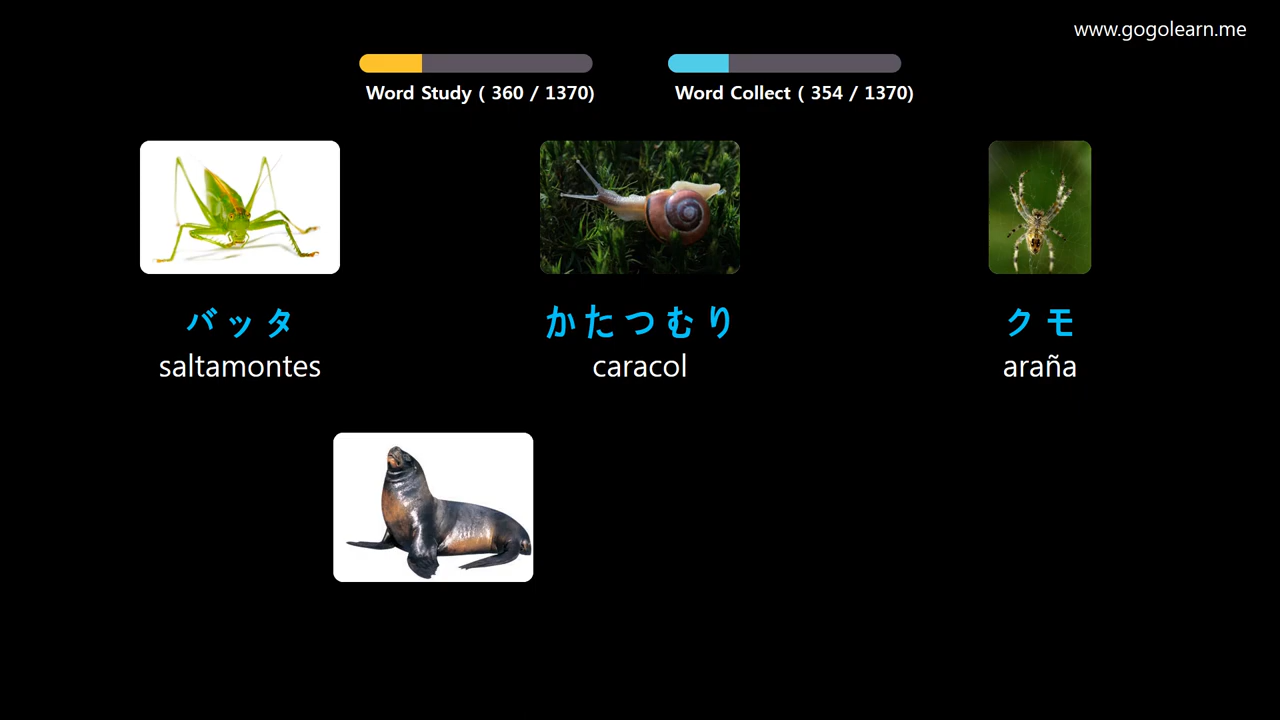 www.gogolearn.me
Word Study ( 360 / 1370)
Word Collect ( 354 / 1370)
バッタ
かたつむり
クモ
saltamontes
caracol
araña